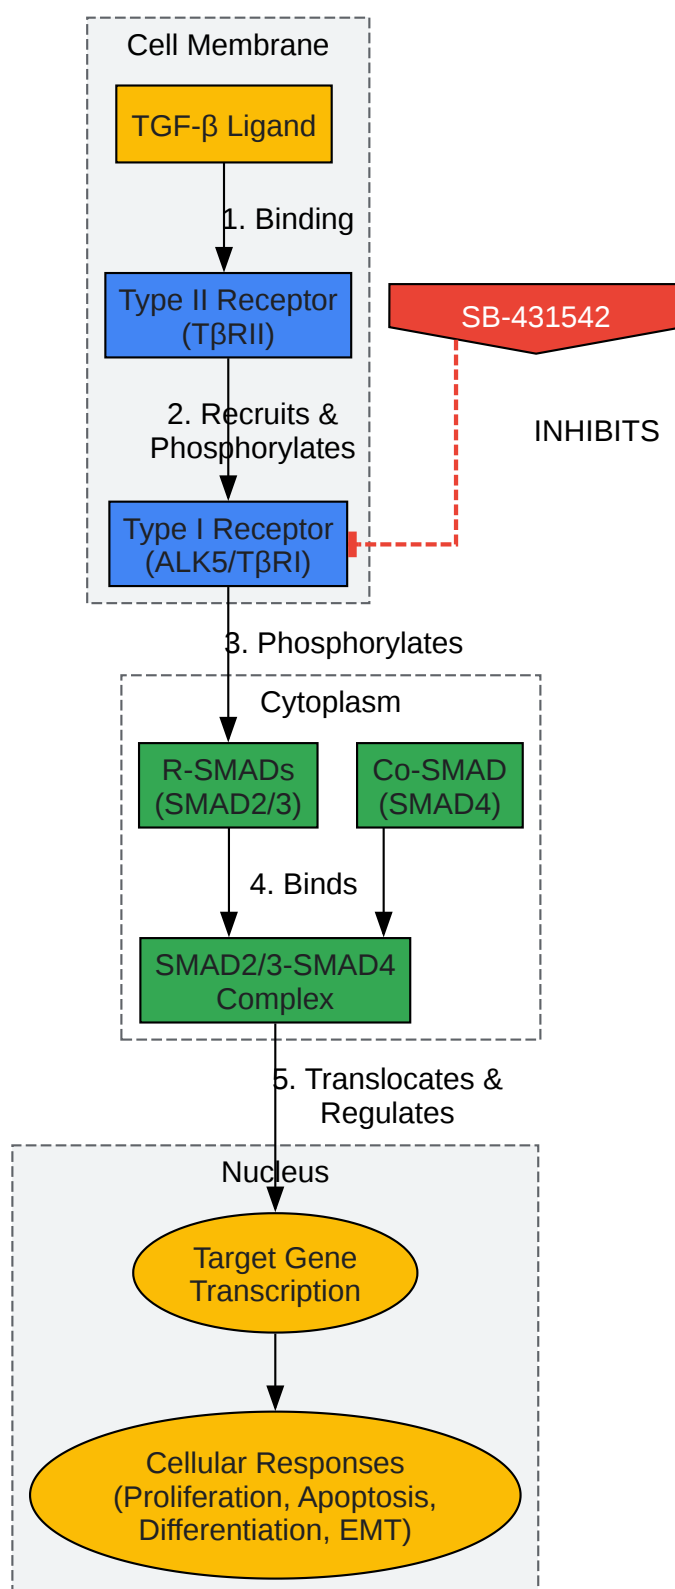 Cell Membrane
TGF-β Ligand
1. Binding
Type II Receptor
(TβRII)
SB-431542
2. Recruits &
Phosphorylates
INHIBITS
Type I Receptor
(ALK5/TβRI)
3. Phosphorylates
Cytoplasm
R-SMADs
(SMAD2/3)
Co-SMAD
(SMAD4)
4. Binds
SMAD2/3-SMAD4
Complex
5. Translocates &
Regulates
Nucleus
Target Gene
Transcription
Cellular Responses
(Proliferation, Apoptosis,
Differentiation, EMT)